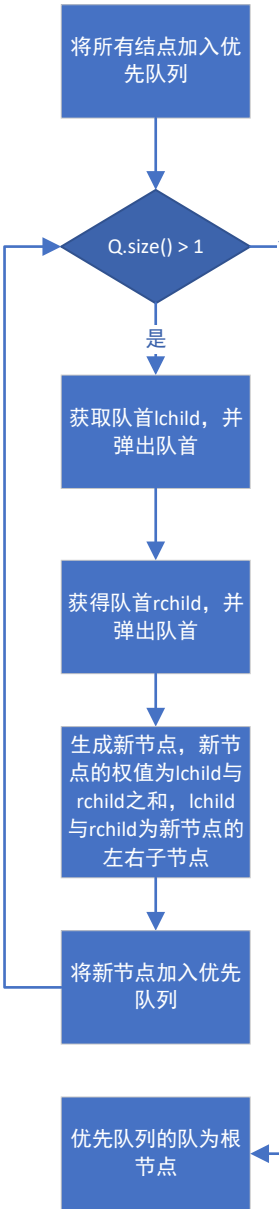 将所有结点加入优
先队列
Q.size() > 1
是
获取队首lchild，并
弹出队首
获得队首rchild，并
弹出队首
生成新节点，新节
点的权值为lchild与
rchild之和，lchild
与rchild为新节点的
左右子节点
将新节点加入优先
队列
优先队列的队为根
节点